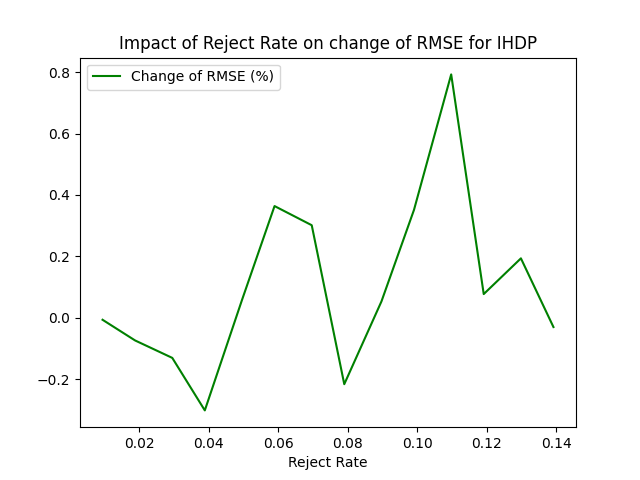 Impact of Reject Rate on change of RMSE for IHDP
Change of RMSE (%)
0.8
0.6
0.4
0.2
0.0
−0.2
0.02 0.04 0.06 0.08 0.10 0.12 0.14
Reject Rate